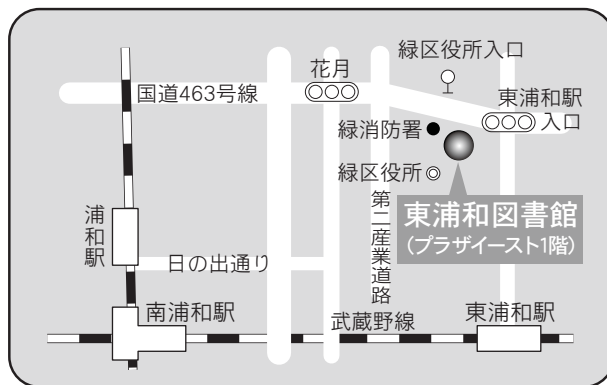 緑区役所入口
花月
国道463号線
東浦和駅
入口
緑消防署
緑区役所
東浦和図書館
(プラザイースト1階)
第二産業道路
浦和駅
日の出通り
南浦和駅
武蔵野線
東浦和駅